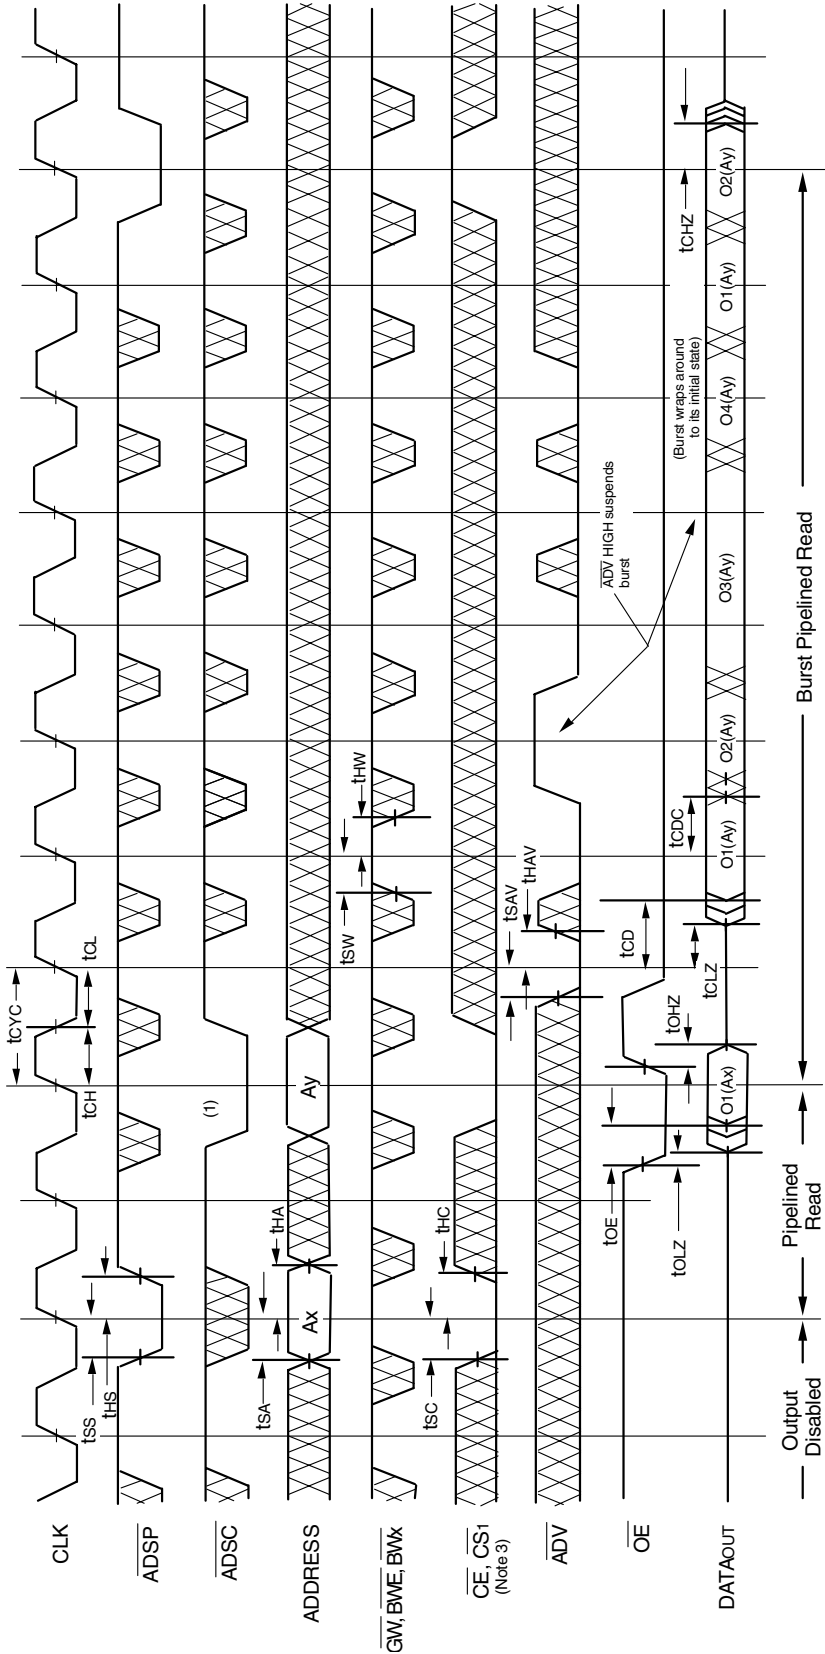 CLK
ADSP
ADSC
ADDRESS
GW, BWE, BWx
CE, CS1
(Note 3)
ADV
OE
DATAOUT
tCYC
tCH
tCL
tSS
tHS
(1)
tSA
tHA
Ax
Ay
tSW
tHW
tSC
tHC
tSAV
tHAV
ADV HIGH suspends
burst
tOE
tOHZ
tCD
tOLZ
tCLZ
tCDC
(Burst wraps around
to its initial state)
tCHZ
O1(Ax)
O1(Ay)
O2(Ay)
O3(Ay)
O4(Ay)
O1(Ay)
O2(Ay)
Output
Disabled
Pipelined
Read
Burst Pipelined Read